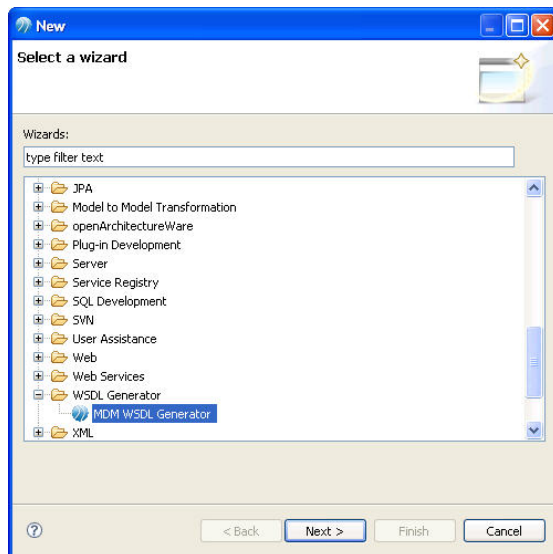 New
Select a wizard
Wizards:
type filter text
JPA
Model to Model Transformation
openArchitectureWare
Plug-in Development
Server
Service Registry
SQL Development
SVN
User Assistance
Web
Web Services
WSDL Generator
MDM WSDL Generator
XML
? < Back Next > Finish Cancel